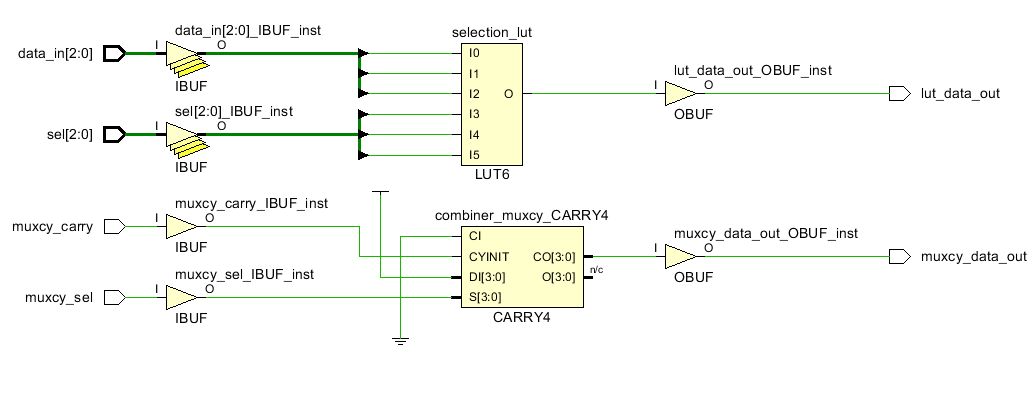 data_in[2:0]
I
data_in[2:0]_IBUF_inst
O
IBUF
sel[2:0]
I
sel[2:0]_IBUF_inst
O
IBUF
selection_lut
I0
I1
I2
I3
I4
I5
O
LUT6
lut_data_out_OBUF_inst
I
O
OBUF
lut_data_out
muxcy_carry
I
muxcy_carry_IBUF_inst
O
IBUF
muxcy_sel
I
muxcy_sel_IBUF_inst
O
IBUF
combiner_muxcy_CARRY4
CI
CYINIT
DI[3:0]
S[3:0]
CO[3:0]
O[3:0]
n/c
CARRY4
muxcy_data_out_OBUF_inst
I
O
OBUF
muxcy_data_out